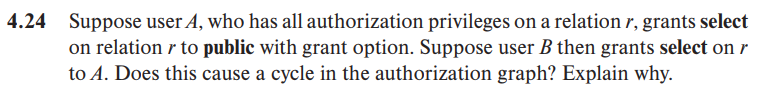 4.24 Suppose user A, who has all authorization privileges on a relation r, grants select
on relation r to public with grant option. Suppose user B then grants select on r
to A. Does this cause a cycle in the authorization graph? Explain why.